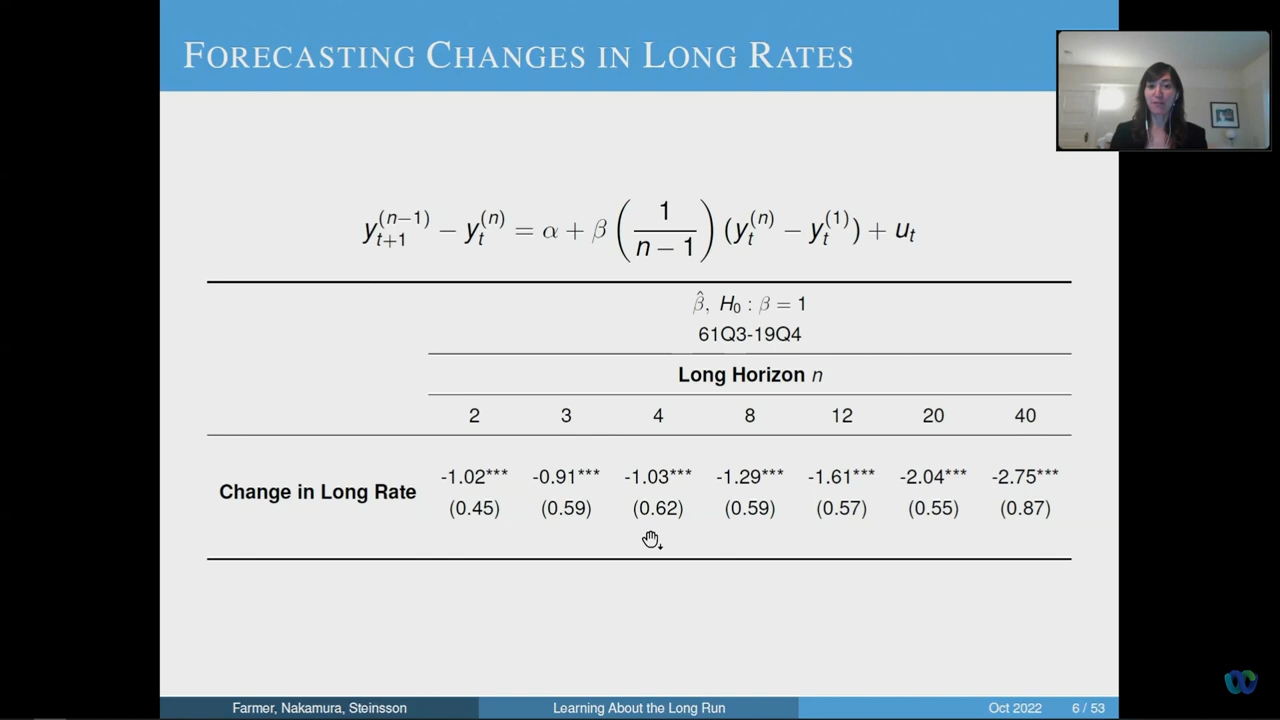 FORECASTING CHANGES IN LONG RATES
y_{t+1}^{(n−1)} − y_t^{(n)} = α + β (1/(n − 1)) (y_t^{(n)} − y_t^{(1)}) + u_t
β̂, H₀ : β = 1
61Q3-19Q4
Long Horizon n
2 3 4 8 12 20 40
Change in Long Rate
-1.02*** -0.91*** -1.03*** -1.29*** -1.61*** -2.04*** -2.75***
(0.45) (0.59) (0.62) (0.59) (0.57) (0.55) (0.87)
Farmer, Nakamura, Steinsson Learning About the Long Run Oct 2022 6 / 53